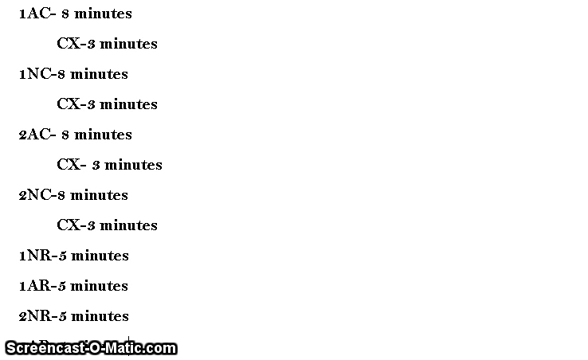 1AC- 8 minutes
CX-3 minutes
1NC-8 minutes
CX-3 minutes
2AC- 8 minutes
CX- 3 minutes
2NC-8 minutes
CX-3 minutes
1NR-5 minutes
1AR-5 minutes
2NR-5 minutes
Screencast-O-Matic.com